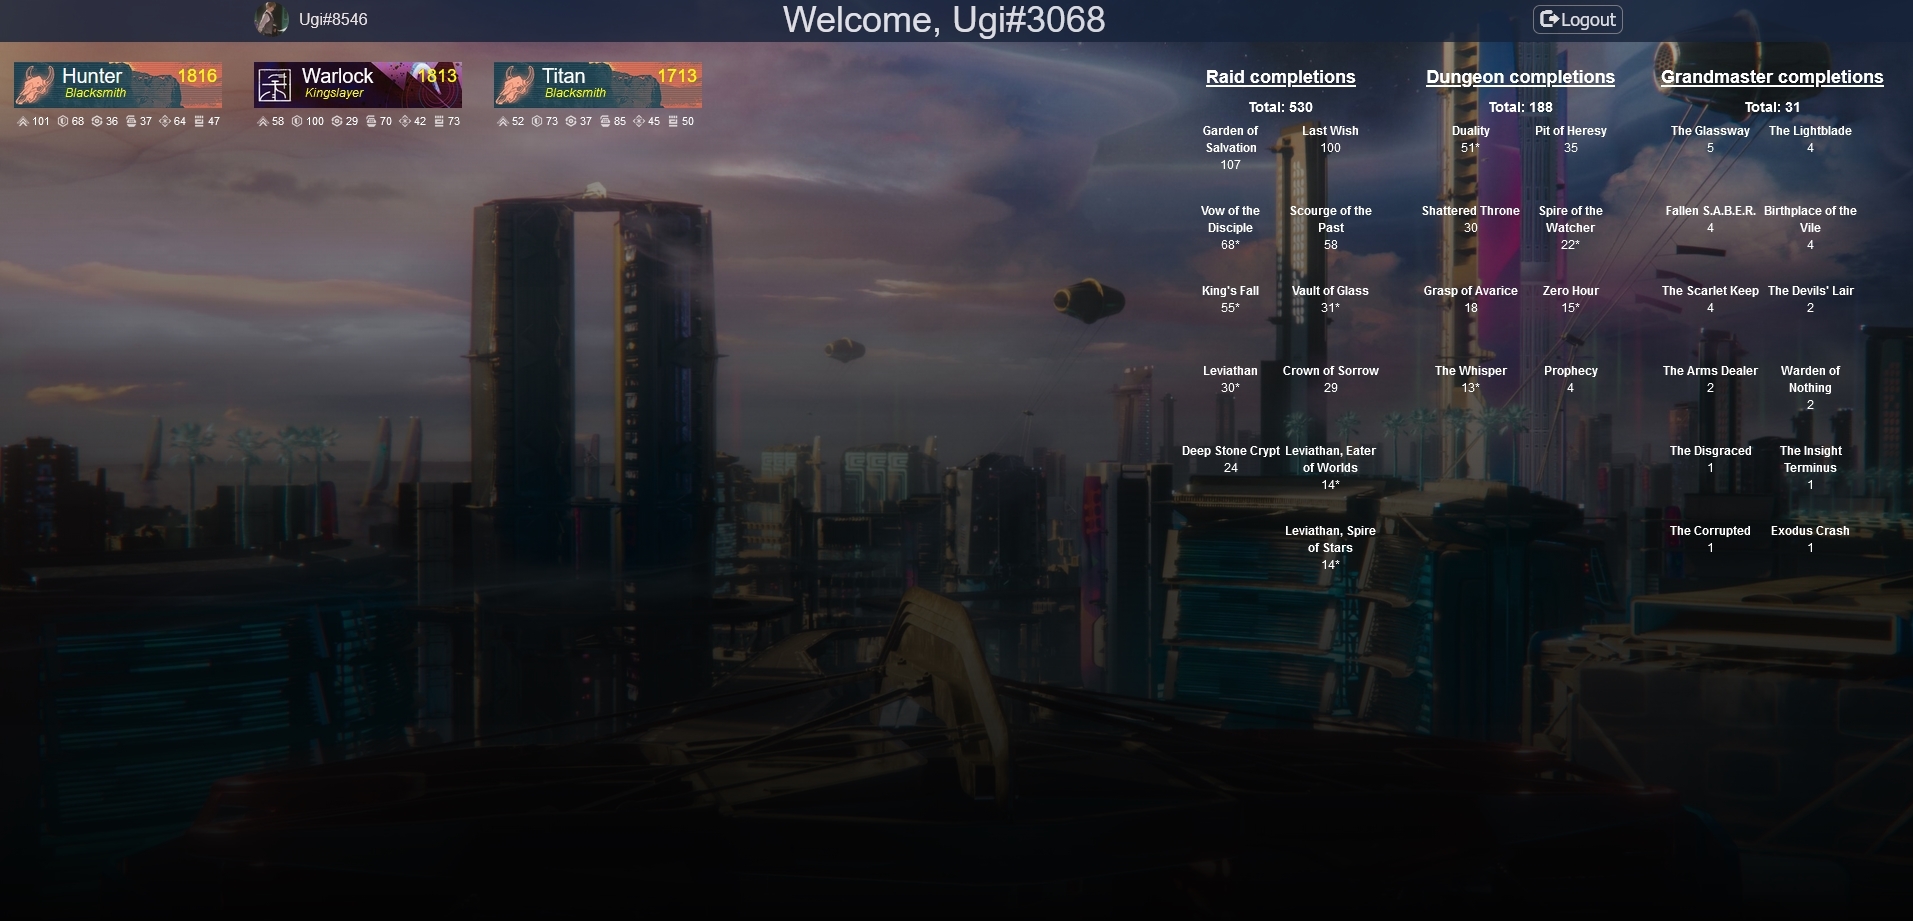 Ugi#8546
Welcome, Ugi#3068
Logout
Hunter 1816
Blacksmith
101 68 36 37 64 47
Warlock 1813
Kingslayer
58 100 29 70 42 73
Titan 1713
Blacksmith
52 73 37 85 45 50
Raid completions
Total: 530
Garden of
Salvation
107
Last Wish
100
Vow of the
Disciple
68*
Scourge of the
Past
58
King's Fall
55*
Vault of Glass
31*
Leviathan
30*
Crown of Sorrow
29
Deep Stone Crypt
24
Leviathan, Eater
of Worlds
14*
Leviathan, Spire
of Stars
14*
Dungeon completions
Total: 188
Duality
51*
Pit of Heresy
35
Shattered Throne
30
Spire of the
Watcher
22*
Grasp of Avarice
18
Zero Hour
15*
The Whisper
13*
Prophecy
4
Grandmaster completions
Total: 31
The Glassway
5
The Lightblade
4
Fallen S.A.B.E.R.
4
Birthplace of the
Vile
4
The Scarlet Keep
4
The Devils' Lair
2
The Arms Dealer
2
Warden of
Nothing
2
The Disgraced
1
The Insight
Terminus
1
The Corrupted
1
Exodus Crash
1